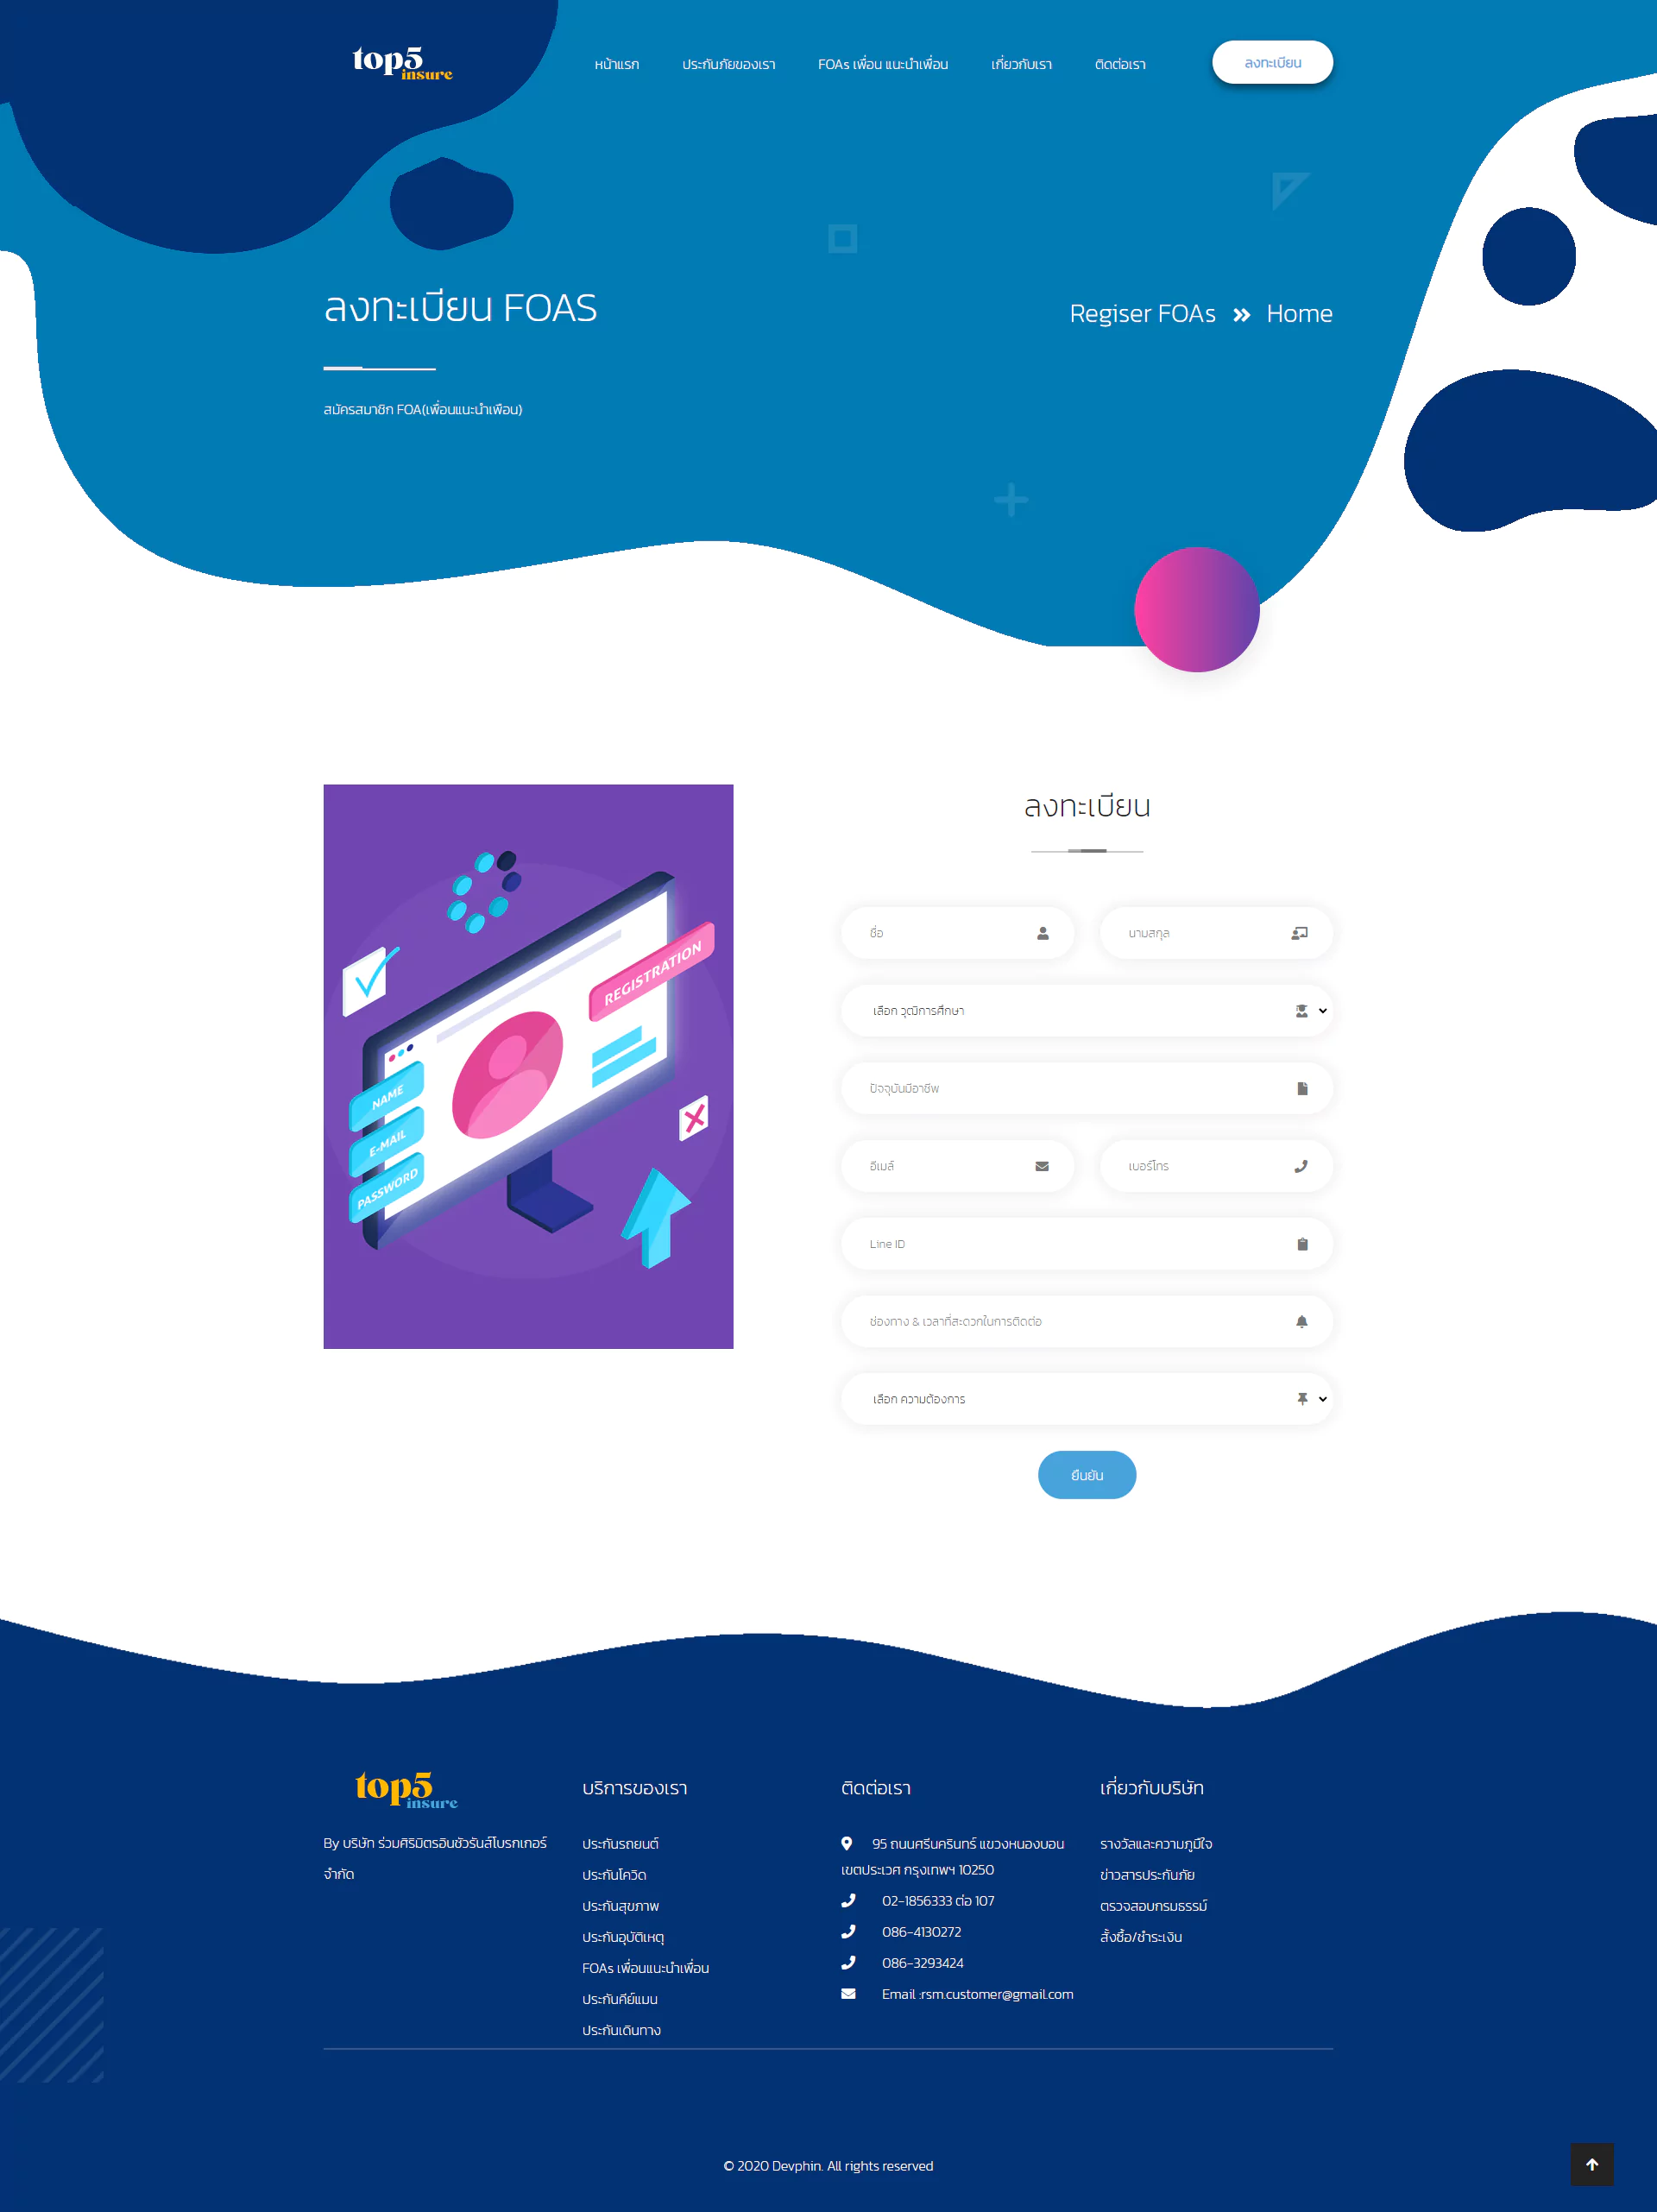 top5
insure
หน้าแรก
ประกันภัยของเรา
FOAs เพื่อน แนะนำเพื่อน
เกี่ยวกับเรา
ติดต่อเรา
ลงทะเบียน
ลงทะเบียน FOAS
Regiser FOAs
Home
สมัครสมาชิก FOA(เพื่อนแนะนำเพือน)
REGISTRATION
NAME
E-MAIL
PASSWORD
ลงทะเบียน
ชื่อ
นามสกุล
เลือก วุฒิการศึกษา
ปัจจุบันมีอาชีพ
อีเมล์
เบอร์โทร
Line ID
ช่องทาง & เวลาที่สะดวกในการติดต่อ
เลือก ความต้องการ
ยืนยัน
top5
insure
By บริษัท ร่วมศิริมิตรอินชัวรันส์โบรกเกอร์
จำกัด
บริการของเรา
ประกันรถยนต์
ประกันโควิด
ประกันสุขภาพ
ประกันอุบัติเหตุ
FOAs เพื่อนแนะนำเพื่อน
ประกันคีย์แมน
ประกันเดินทาง
ติดต่อเรา
95 ถนนศรีนครินทร์ แขวงหนองบอน
เขตประเวศ กรุงเทพฯ 10250
02-1856333 ต่อ 107
086-4130272
086-3293424
Email :rsm.customer@gmail.com
เกี่ยวกับบริษัท
รางวัลและความภูมีใจ
ข่าวสารประกันภัย
ตรวจสอบกรมธรรม์
สั้งซื้อ/ชำระเงิน
© 2020 Devphin. All rights reserved